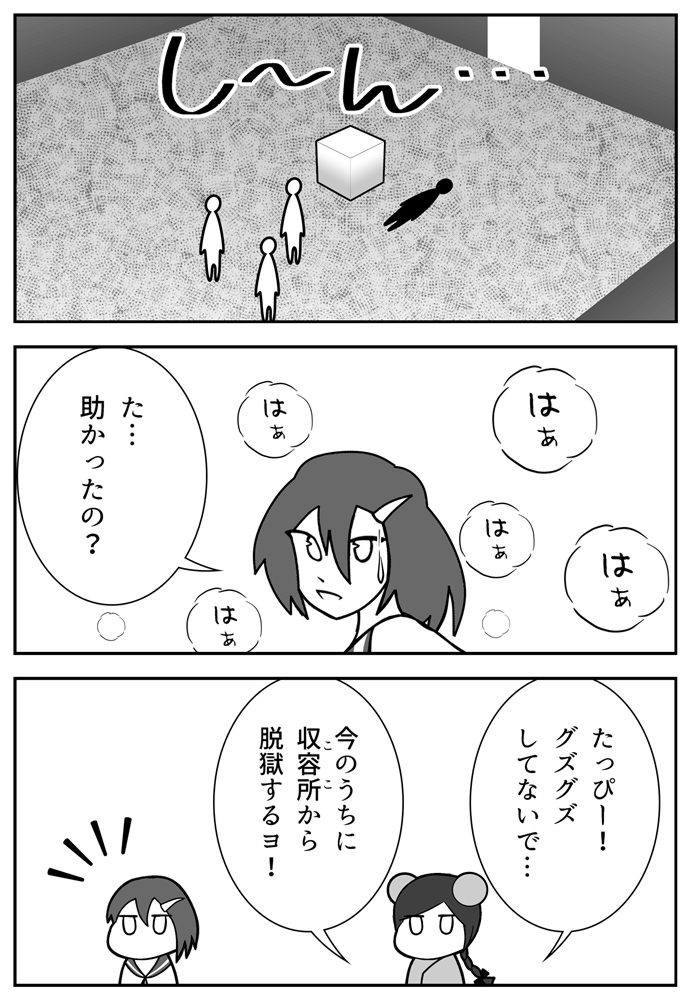 し～ん…
はぁ
はぁ
はぁ
はぁ
はぁ
た…
助かったの？
たっぴー！
グズグズ
してないで…
今のうちに
収容所から
ここ
脱獄するヨ！